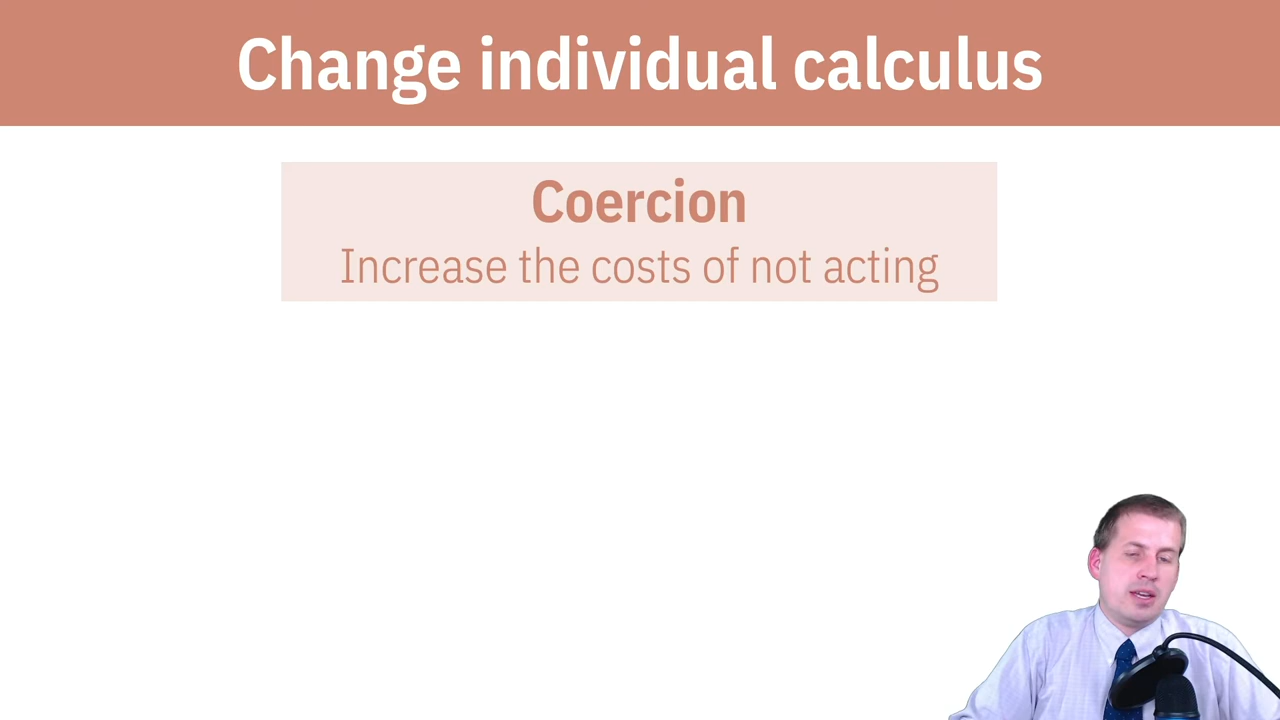 Change individual calculus
Coercion
Increase the costs of not acting